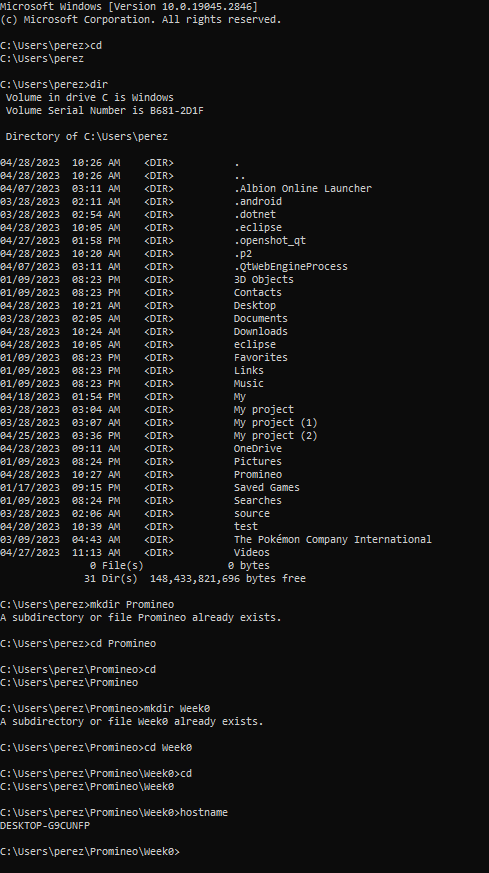 Microsoft Windows [Version 10.0.19045.2846]
(c) Microsoft Corporation. All rights reserved.
C:\Users\perez>cd
C:\Users\perez
C:\Users\perez>dir
Volume in drive C is Windows
Volume Serial Number is B681-2D1F
Directory of C:\Users\perez
04/28/2023  10:26 AM    <DIR>          .
04/28/2023  10:26 AM    <DIR>          ..
04/07/2023  03:11 AM    <DIR>          .Albion Online Launcher
03/28/2023  02:11 AM    <DIR>          .android
03/28/2023  02:54 AM    <DIR>          .dotnet
04/28/2023  10:05 AM    <DIR>          .eclipse
04/27/2023  01:58 PM    <DIR>          .openshot_qt
04/28/2023  10:20 AM    <DIR>          .p2
04/07/2023  03:11 AM    <DIR>          .QtWebEngineProcess
01/09/2023  08:23 PM    <DIR>          3D Objects
01/09/2023  08:23 PM    <DIR>          Contacts
04/28/2023  10:21 AM    <DIR>          Desktop
03/28/2023  02:05 AM    <DIR>          Documents
04/28/2023  10:24 AM    <DIR>          Downloads
04/28/2023  10:05 AM    <DIR>          eclipse
01/09/2023  08:23 PM    <DIR>          Favorites
01/09/2023  08:23 PM    <DIR>          Links
01/09/2023  08:23 PM    <DIR>          Music
04/18/2023  01:54 PM    <DIR>          My
03/28/2023  03:04 AM    <DIR>          My project
03/28/2023  03:07 AM    <DIR>          My project (1)
04/25/2023  03:36 PM    <DIR>          My project (2)
04/28/2023  09:11 AM    <DIR>          OneDrive
01/09/2023  08:24 PM    <DIR>          Pictures
04/28/2023  10:27 AM    <DIR>          Promineo
01/17/2023  09:15 PM    <DIR>          Saved Games
01/09/2023  08:24 PM    <DIR>          Searches
03/28/2023  02:06 AM    <DIR>          source
04/20/2023  10:39 AM    <DIR>          test
03/09/2023  04:43 AM    <DIR>          The Pokémon Company International
04/27/2023  11:13 AM    <DIR>          Videos
0 File(s)              0 bytes
31 Dir(s)  148,433,821,696 bytes free
C:\Users\perez>mkdir Promineo
A subdirectory or file Promineo already exists.
C:\Users\perez>cd Promineo
C:\Users\perez\Promineo>cd
C:\Users\perez\Promineo
C:\Users\perez\Promineo>mkdir Week0
A subdirectory or file Week0 already exists.
C:\Users\perez\Promineo>cd Week0
C:\Users\perez\Promineo\Week0>cd
C:\Users\perez\Promineo\Week0
C:\Users\perez\Promineo\Week0>hostname
DESKTOP-G9CUNFP
C:\Users\perez\Promineo\Week0>